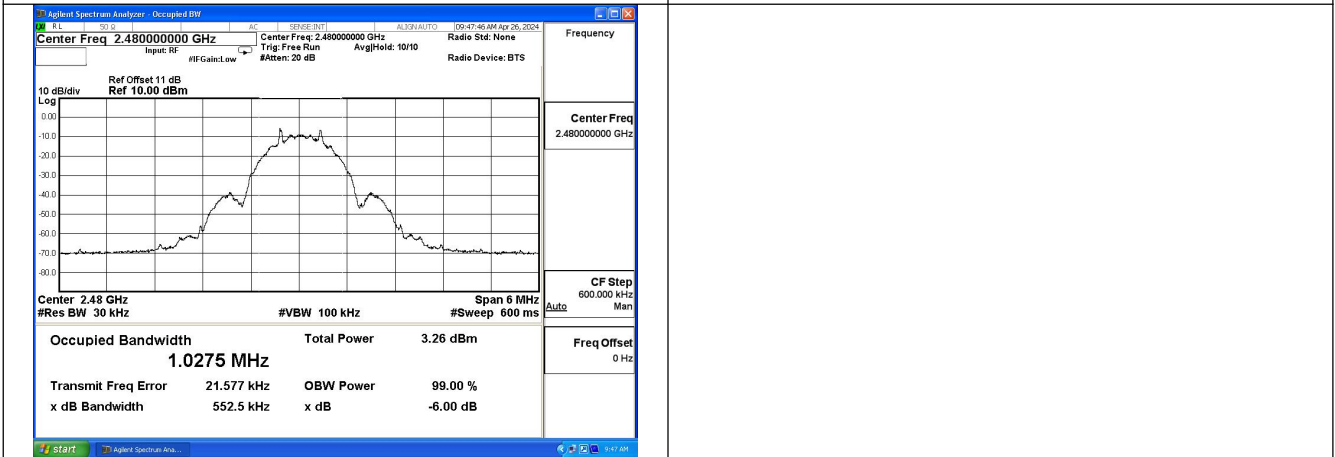 Agilent Spectrum Analyzer - Occupied BW
RL 50 Ω AC SENSE:INT ALIGN AUTO 09:47:46 AM Apr 26, 2024
Center Freq 2.480000000 GHz
Input: RF
#IFGain:Low
Center Freq: 2.480000000 GHz
Trig: Free Run Avg|Hold: 10/10
#Atten: 20 dB
Radio Std: None
Radio Device: BTS
Frequency
Ref Offset 11 dB
10 dB/div Ref 10.00 dBm
Log
0.00
-10.0
-20.0
-30.0
-40.0
-50.0
-60.0
-70.0
-80.0
Center Freq
2.480000000 GHz
Center 2.48 GHz Span 6 MHz
#Res BW 30 kHz #VBW 100 kHz #Sweep 600 ms
CF Step
600.000 kHz
Auto Man
Occupied Bandwidth Total Power 3.26 dBm
1.0275 MHz
Transmit Freq Error 21.577 kHz OBW Power 99.00 %
x dB Bandwidth 552.5 kHz x dB -6.00 dB
Freq Offset
0 Hz
start Agilent Spectrum Ana... 9:47 AM